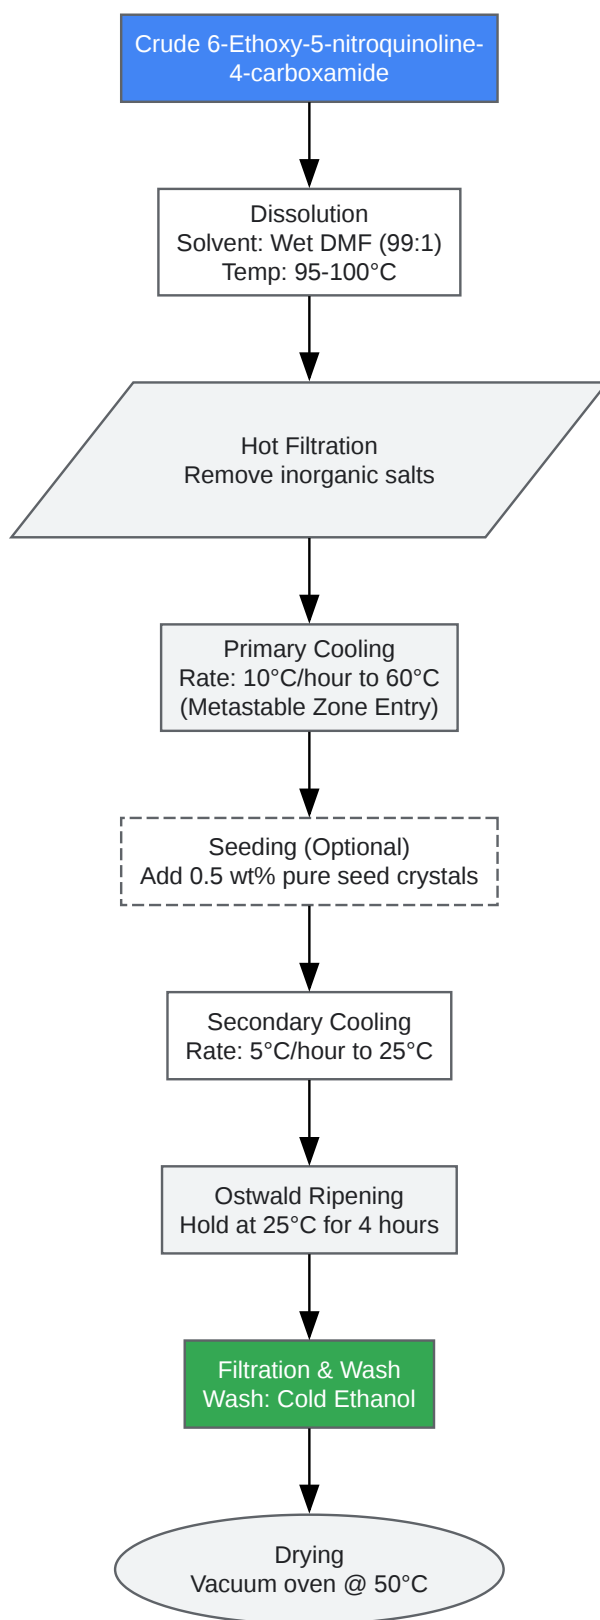 Crude 6-Ethoxy-5-nitroquinoline-
4-carboxamide
Dissolution
Solvent: Wet DMF (99:1)
Temp: 95-100°C
Hot Filtration
Remove inorganic salts
Primary Cooling
Rate: 10°C/hour to 60°C
(Metastable Zone Entry)
Seeding (Optional)
Add 0.5 wt% pure seed crystals
Secondary Cooling
Rate: 5°C/hour to 25°C
Ostwald Ripening
Hold at 25°C for 4 hours
Filtration & Wash
Wash: Cold Ethanol
Drying
Vacuum oven @ 50°C